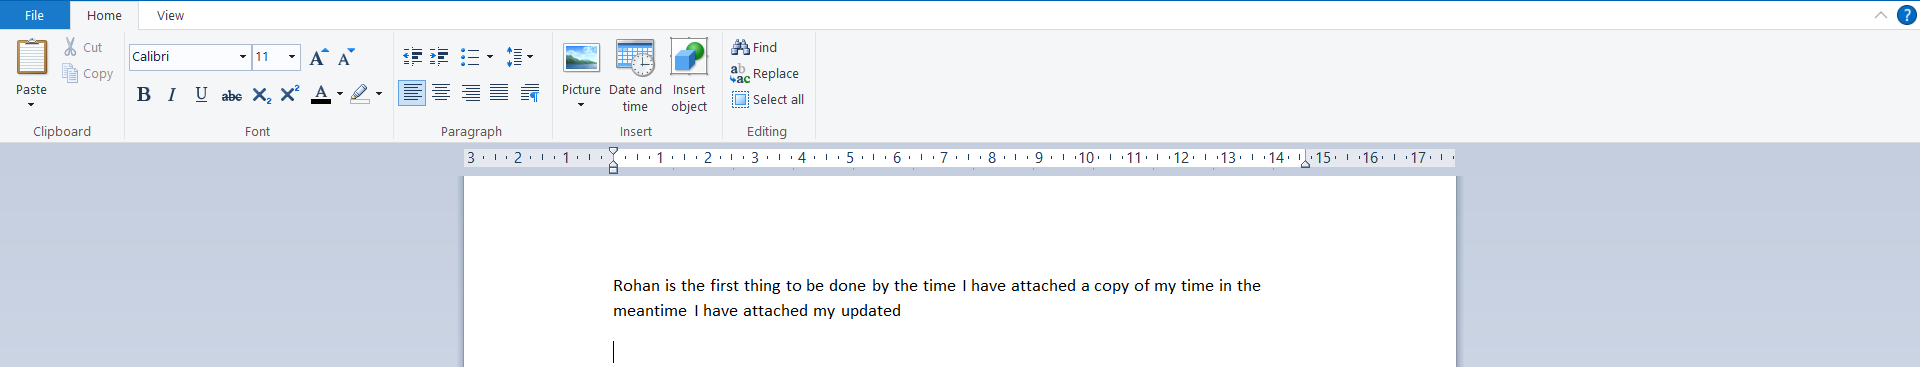 File Home View
Cut
Copy
Paste
Clipboard
Calibri 11
A A
B I U abc X₂ X² A
Font
Paragraph
Picture
Date and time
Insert object
Insert
Find
Replace
Select all
Editing
3 2 1 1 2 3 4 5 6 7 8 9 10 11 12 13 14 15 16 17
Rohan is the first thing to be done by the time I have attached a copy of my time in the
meantime I have attached my updated